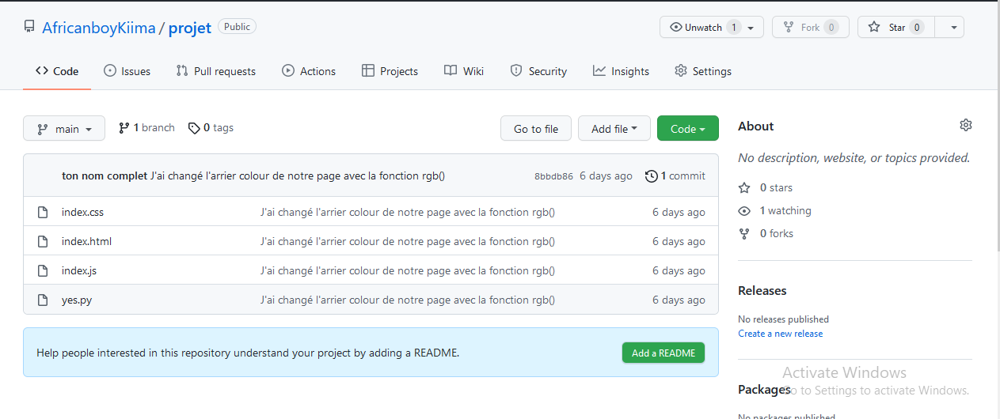 AfricanboyKiima / projet Public Unwatch 1 Fork 0 Star 0
Code Issues Pull requests Actions Projects Wiki Security Insights Settings
main 1 branch 0 tags Go to file Add file Code
ton nom complet J'ai changé l'arrier colour de notre page avec la fonction rgb() 8bbdb86 6 days ago 1 commit
index.css J'ai changé l'arrier colour de notre page avec la fonction rgb() 6 days ago
index.html J'ai changé l'arrier colour de notre page avec la fonction rgb() 6 days ago
index.js J'ai changé l'arrier colour de notre page avec la fonction rgb() 6 days ago
yes.py J'ai changé l'arrier colour de notre page avec la fonction rgb() 6 days ago
Help people interested in this repository understand your project by adding a README. Add a README
About
No description, website, or topics provided.
0 stars
1 watching
0 forks
Releases
No releases published
Create a new release
Activate Windows
Packages
Go to Settings to activate Windows.
No packages published